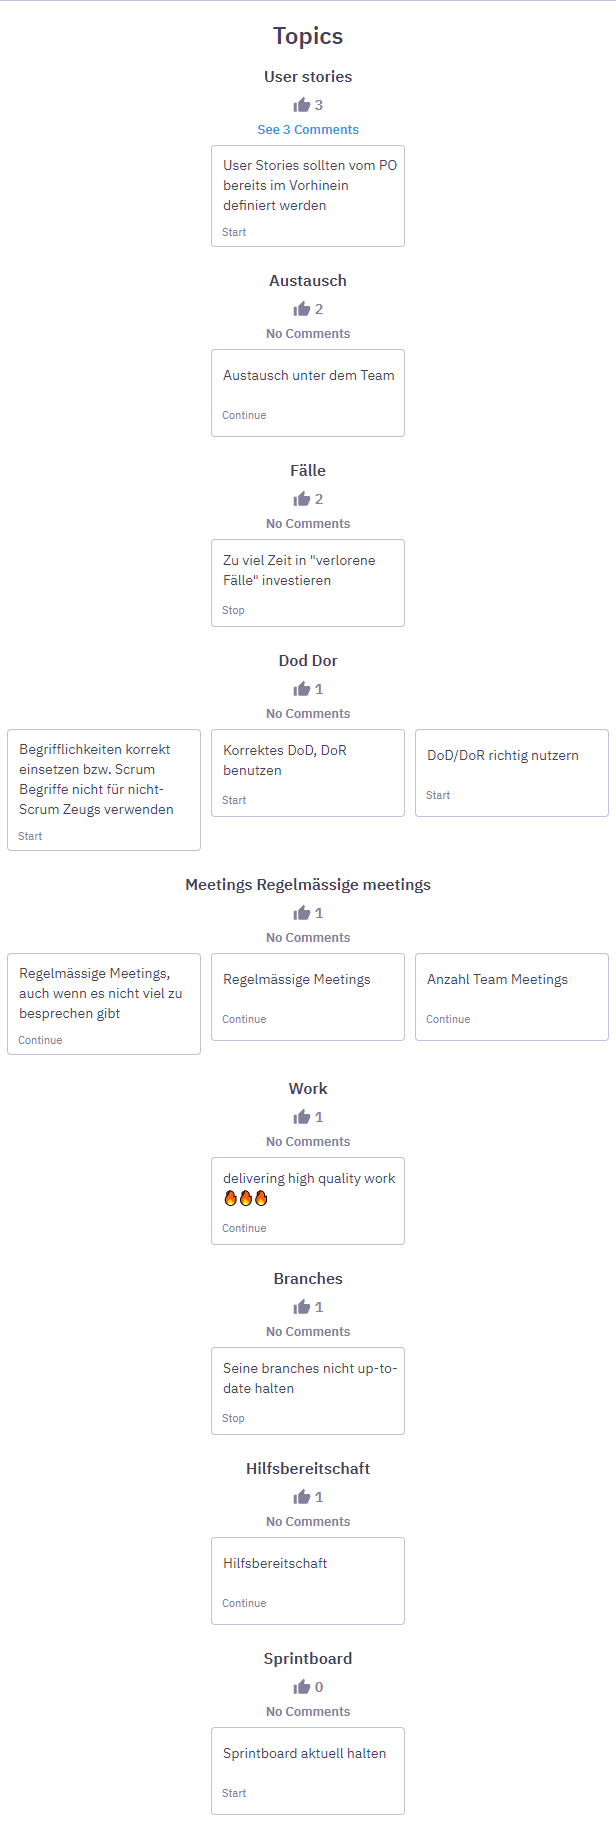 Topics
User stories
3
See 3 Comments
User Stories sollten vom PO
bereits im Vorhinein
definiert werden
Start
Austausch
2
No Comments
Austausch unter dem Team
Continue
Fälle
2
No Comments
Zu viel Zeit in "verlorene
Fälle" investieren
Stop
Dod Dor
1
No Comments
Begrifflichkeiten korrekt
einsetzen bzw. Scrum
Begriffe nicht für nicht-
Scrum Zeugs verwenden
Start
Korrektes DoD, DoR
benutzen
Start
DoD/DoR richtig nutzern
Start
Meetings Regelmässige meetings
1
No Comments
Regelmässige Meetings,
auch wenn es nicht viel zu
besprechen gibt
Continue
Regelmässige Meetings
Continue
Anzahl Team Meetings
Continue
Work
1
No Comments
delivering high quality work
🔥🔥🔥
Continue
Branches
1
No Comments
Seine branches nicht up-to-
date halten
Stop
Hilfsbereitschaft
1
No Comments
Hilfsbereitschaft
Continue
Sprintboard
0
No Comments
Sprintboard aktuell halten
Start